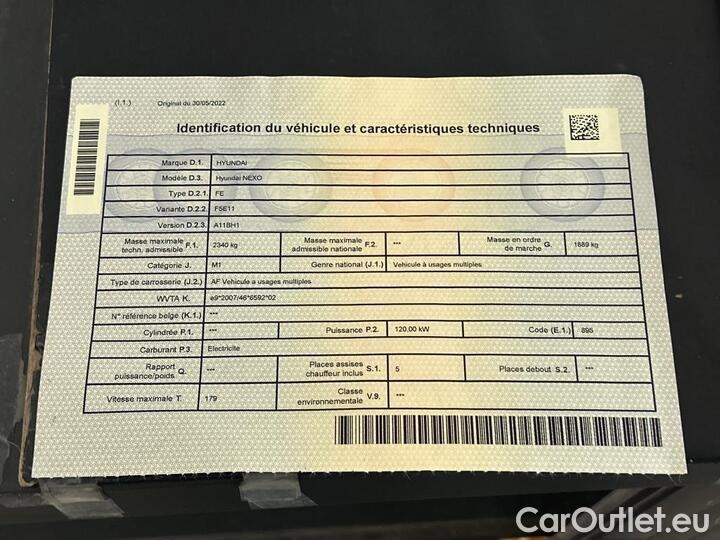 (I.1.) Original du 30/05/2022
Identification du véhicule et caractéristiques techniques
Marque D.1. HYUNDAI
Modèle D.3. Hyundai NEXO
Type D.2.1. FE
Variante D.2.2. F5E11
Version D.2.3. A11BH1
Masse maximale techn. admissible F.1. 2340 kg Masse maximale admissible nationale F.2. *** Masse en ordre de marche G. 1889 kg
Catégorie J. M1 Genre national (J.1.) Véhicule à usages multiples
Type de carrosserie (J.2.) AF Vehicule a usages multiples
WVTA K. e9*2007/46*6592*02
N° référence belge (K.1.) ***
Cylindrée P.1. *** Puissance P.2. 120,00 kW Code (E.1.) 895
Carburant P.3. Electricite
Rapport puissance/poids Q. *** Places assises chauffeur inclus S.1. 5 Places debout S.2. ***
Vitesse maximale T. 179 Classe environnementale V.9. ***
CarOutlet.eu